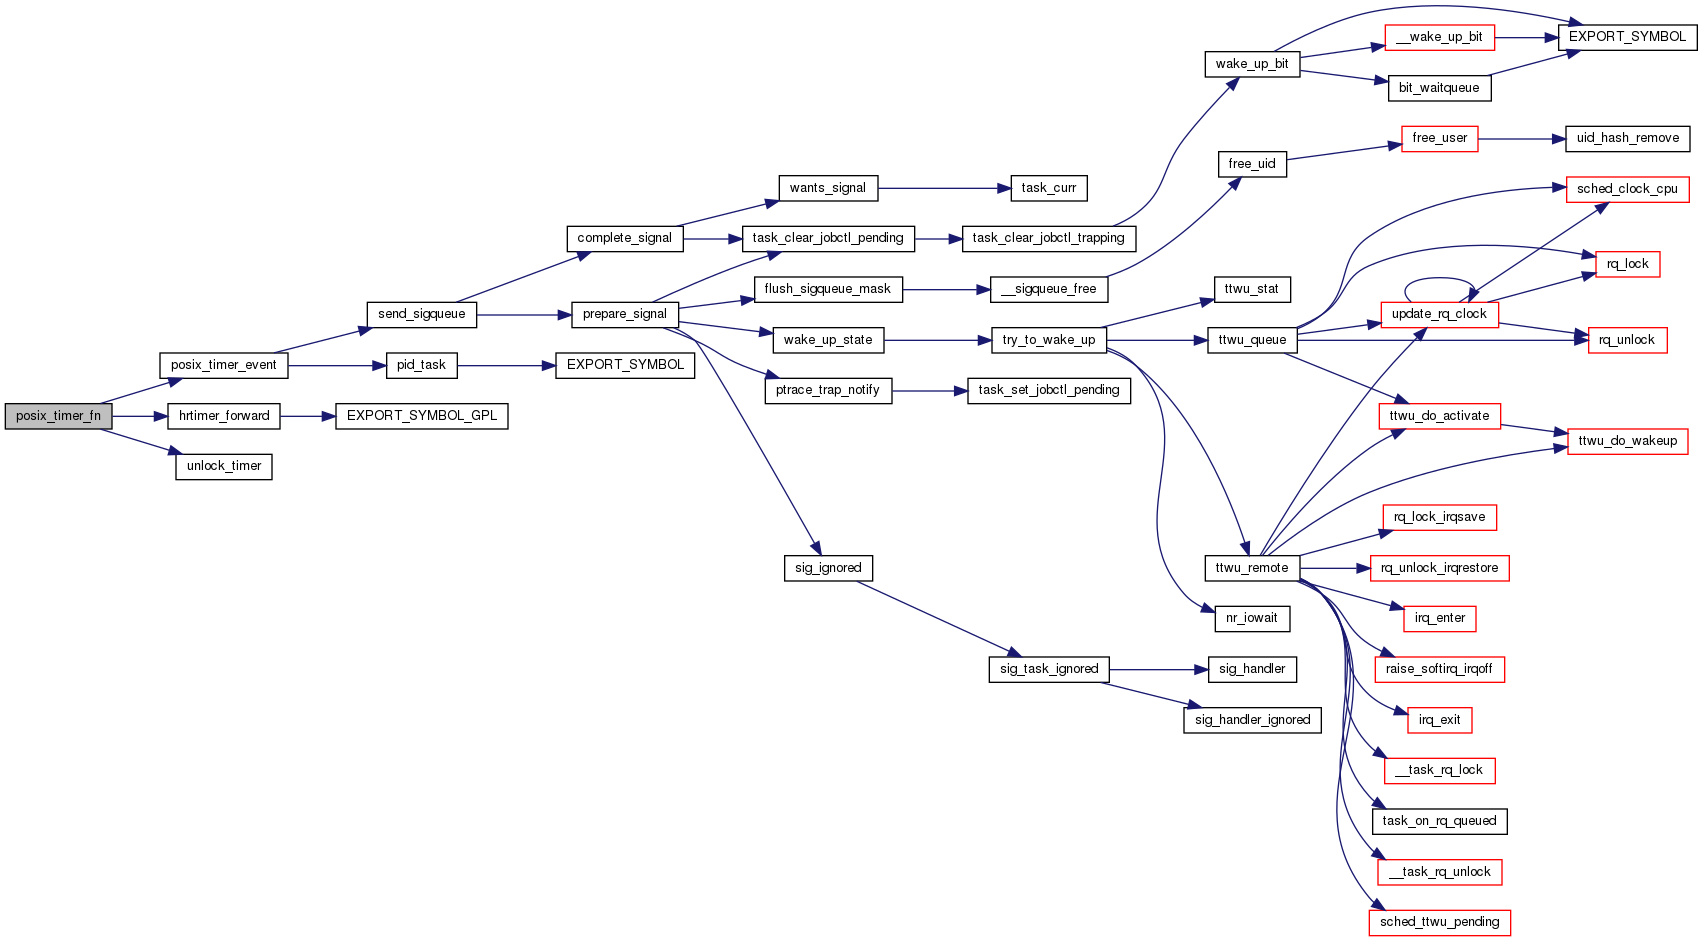 posix_timer_fn
posix_timer_event
hrtimer_forward
unlock_timer
send_sigqueue
pid_task
EXPORT_SYMBOL_GPL
complete_signal
prepare_signal
EXPORT_SYMBOL
wants_signal
task_clear_jobctl_pending
flush_sigqueue_mask
wake_up_state
ptrace_trap_notify
sig_ignored
task_curr
task_clear_jobctl_trapping
__sigqueue_free
try_to_wake_up
task_set_jobctl_pending
sig_task_ignored
wake_up_bit
free_uid
ttwu_stat
ttwu_queue
ttwu_remote
nr_iowait
sig_handler
sig_handler_ignored
__wake_up_bit
bit_waitqueue
free_user
update_rq_clock
ttwu_do_activate
rq_lock_irqsave
rq_unlock_irqrestore
irq_enter
raise_softirq_irqoff
irq_exit
__task_rq_lock
task_on_rq_queued
__task_rq_unlock
sched_ttwu_pending
EXPORT_SYMBOL
uid_hash_remove
sched_clock_cpu
rq_lock
rq_unlock
ttwu_do_wakeup